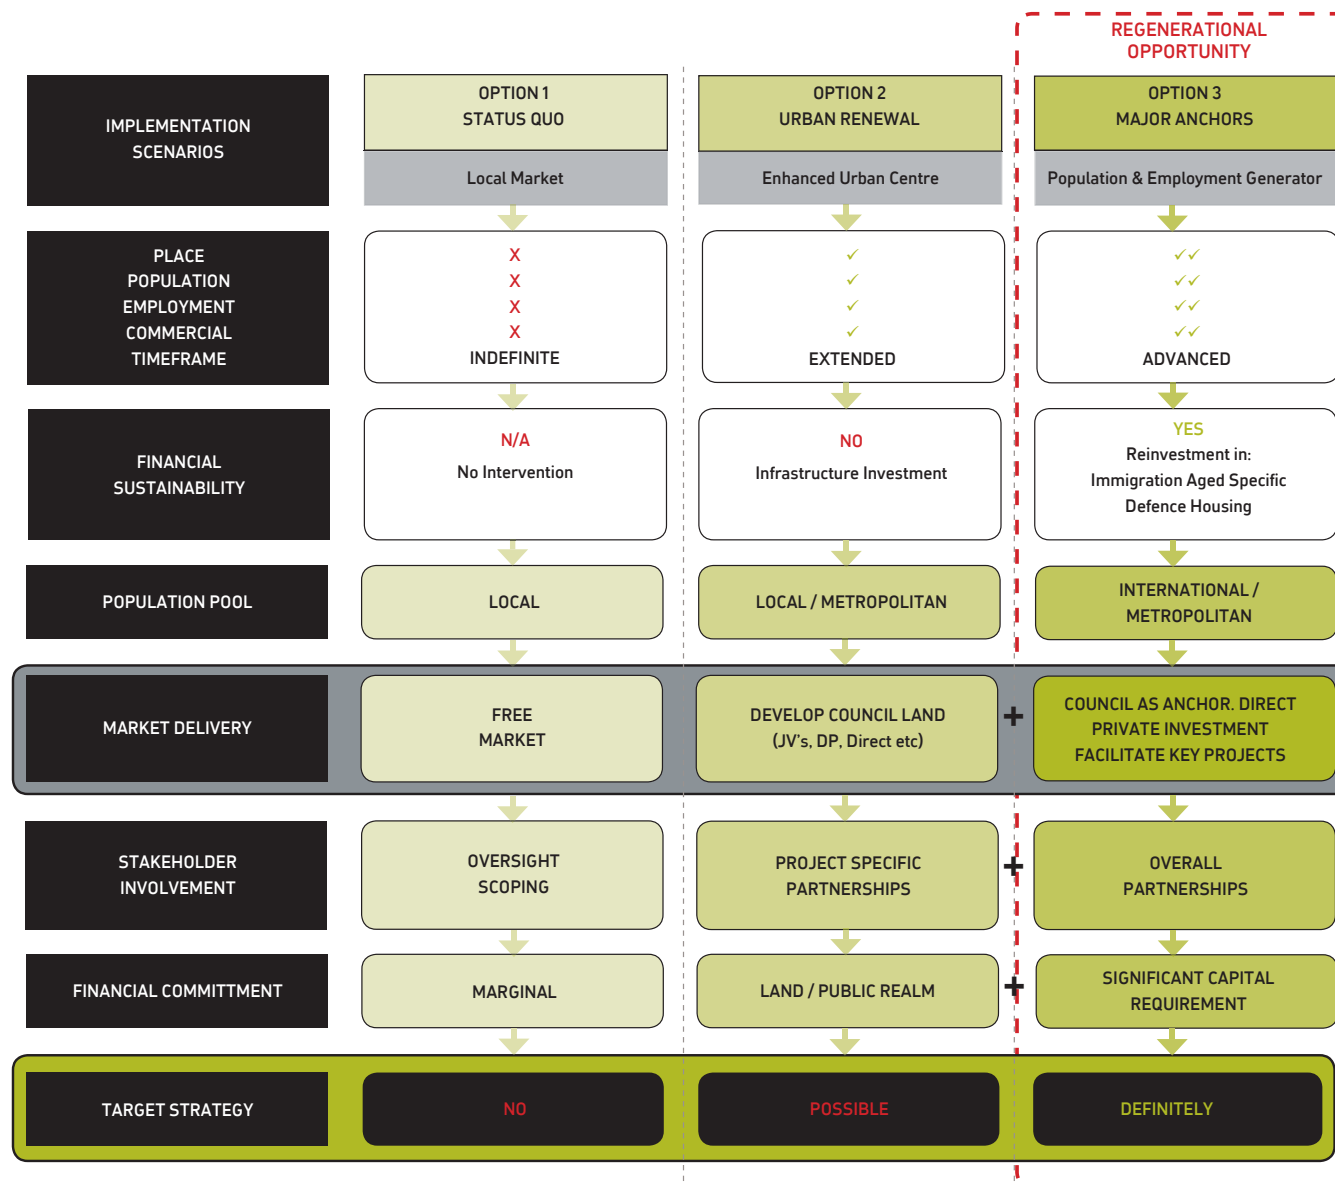 REGENERATIONAL
OPPORTUNITY
IMPLEMENTATION
SCENARIOS
OPTION 1
STATUS QUO
Local Market
OPTION 2
URBAN RENEWAL
Enhanced Urban Centre
OPTION 3
MAJOR ANCHORS
Population & Employment Generator
PLACE
POPULATION
EMPLOYMENT
COMMERCIAL
TIMEFRAME
X
X
X
X
INDEFINITE
✓
✓
✓
✓
EXTENDED
✓✓
✓✓
✓✓
✓✓
ADVANCED
FINANCIAL
SUSTAINABILITY
N/A
No Intervention
NO
Infrastructure Investment
YES
Reinvestment in:
Immigration Aged Specific
Defence Housing
POPULATION POOL
LOCAL
LOCAL / METROPOLITAN
INTERNATIONAL /
METROPOLITAN
MARKET DELIVERY
FREE
MARKET
DEVELOP COUNCIL LAND
(JV's, DP, Direct etc)
+
COUNCIL AS ANCHOR. DIRECT
PRIVATE INVESTMENT
FACILITATE KEY PROJECTS
STAKEHOLDER
INVOLVEMENT
OVERSIGHT
SCOPING
PROJECT SPECIFIC
PARTNERSHIPS
+
OVERALL
PARTNERSHIPS
FINANCIAL COMMITTMENT
MARGINAL
LAND / PUBLIC REALM
+
SIGNIFICANT CAPITAL
REQUIREMENT
TARGET STRATEGY
NO
POSSIBLE
DEFINITELY